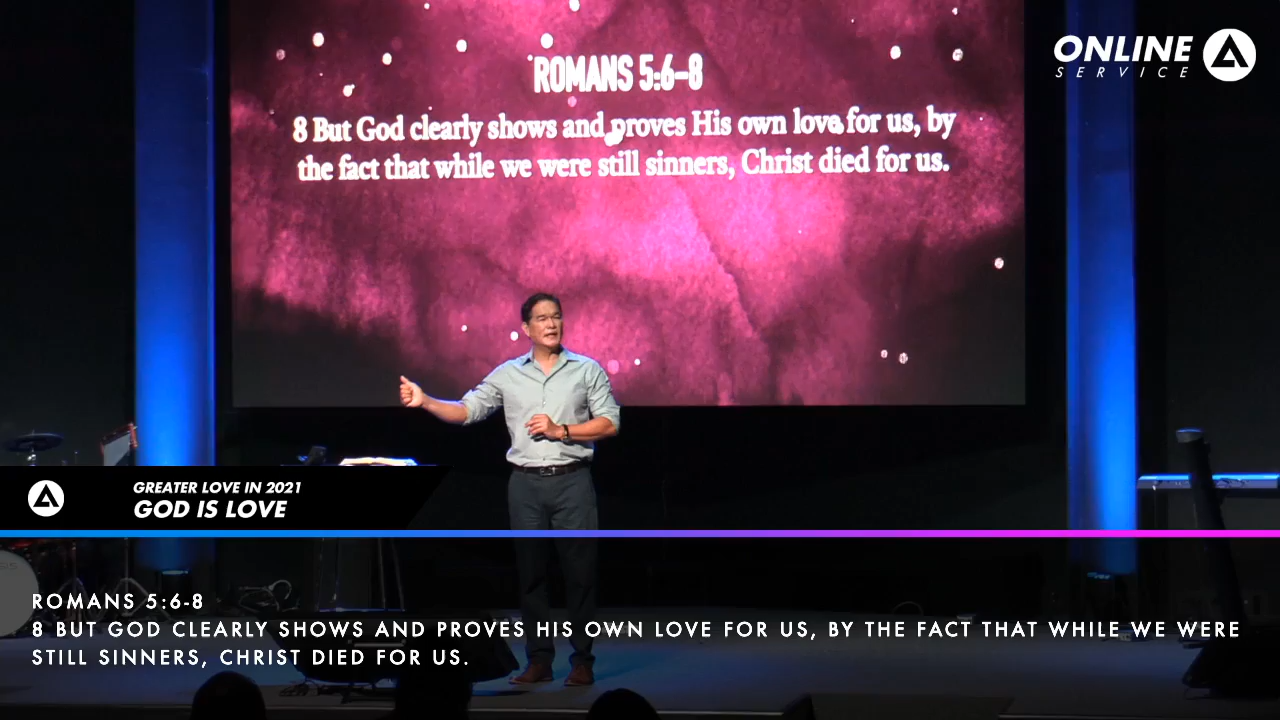 ONLINE
SERVICE
ROMANS 5:6-8
8 But God clearly shows and proves His own love for us, by
the fact that while we were still sinners, Christ died for us.
GREATER LOVE IN 2021
GOD IS LOVE
ROMANS 5:6-8
8 BUT GOD CLEARLY SHOWS AND PROVES HIS OWN LOVE FOR US, BY THE FACT THAT WHILE WE WERE
STILL SINNERS, CHRIST DIED FOR US.